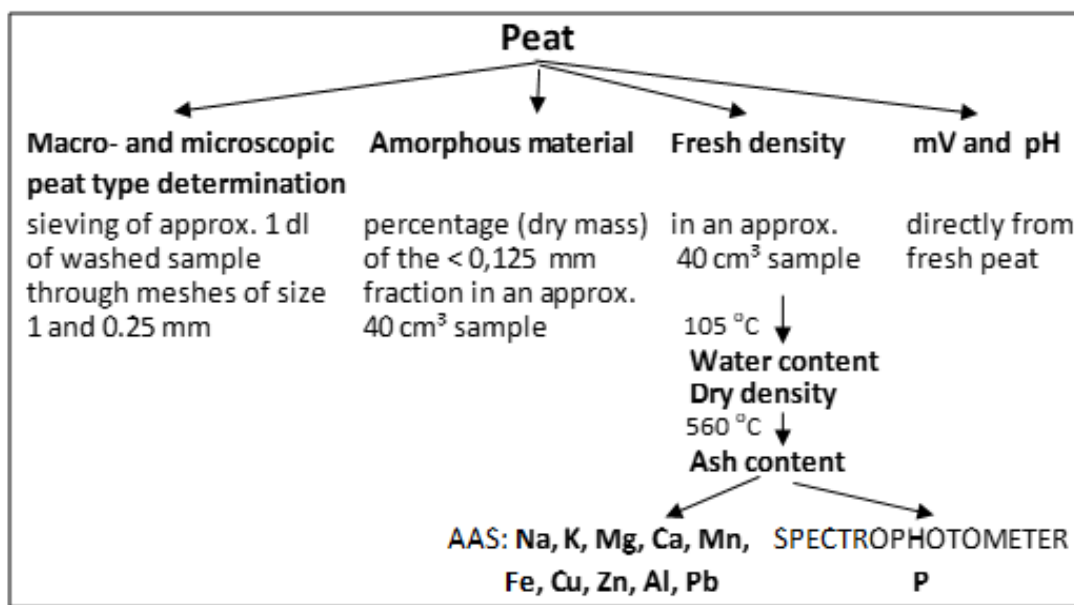 Peat
Macro- and microscopic
peat type determination
sieving of approx. 1 dl
of washed sample
through meshes of size
1 and 0.25 mm
Amorphous material
percentage (dry mass)
of the < 0,125 mm
fraction in an approx.
40 cm³ sample
Fresh density
in an approx.
40 cm³ sample
105 °C
Water content
Dry density
560 °C
Ash content
mV and pH
directly from
fresh peat
AAS: Na, K, Mg, Ca, Mn,
Fe, Cu, Zn, Al, Pb
SPECTROPHOTOMETER
P